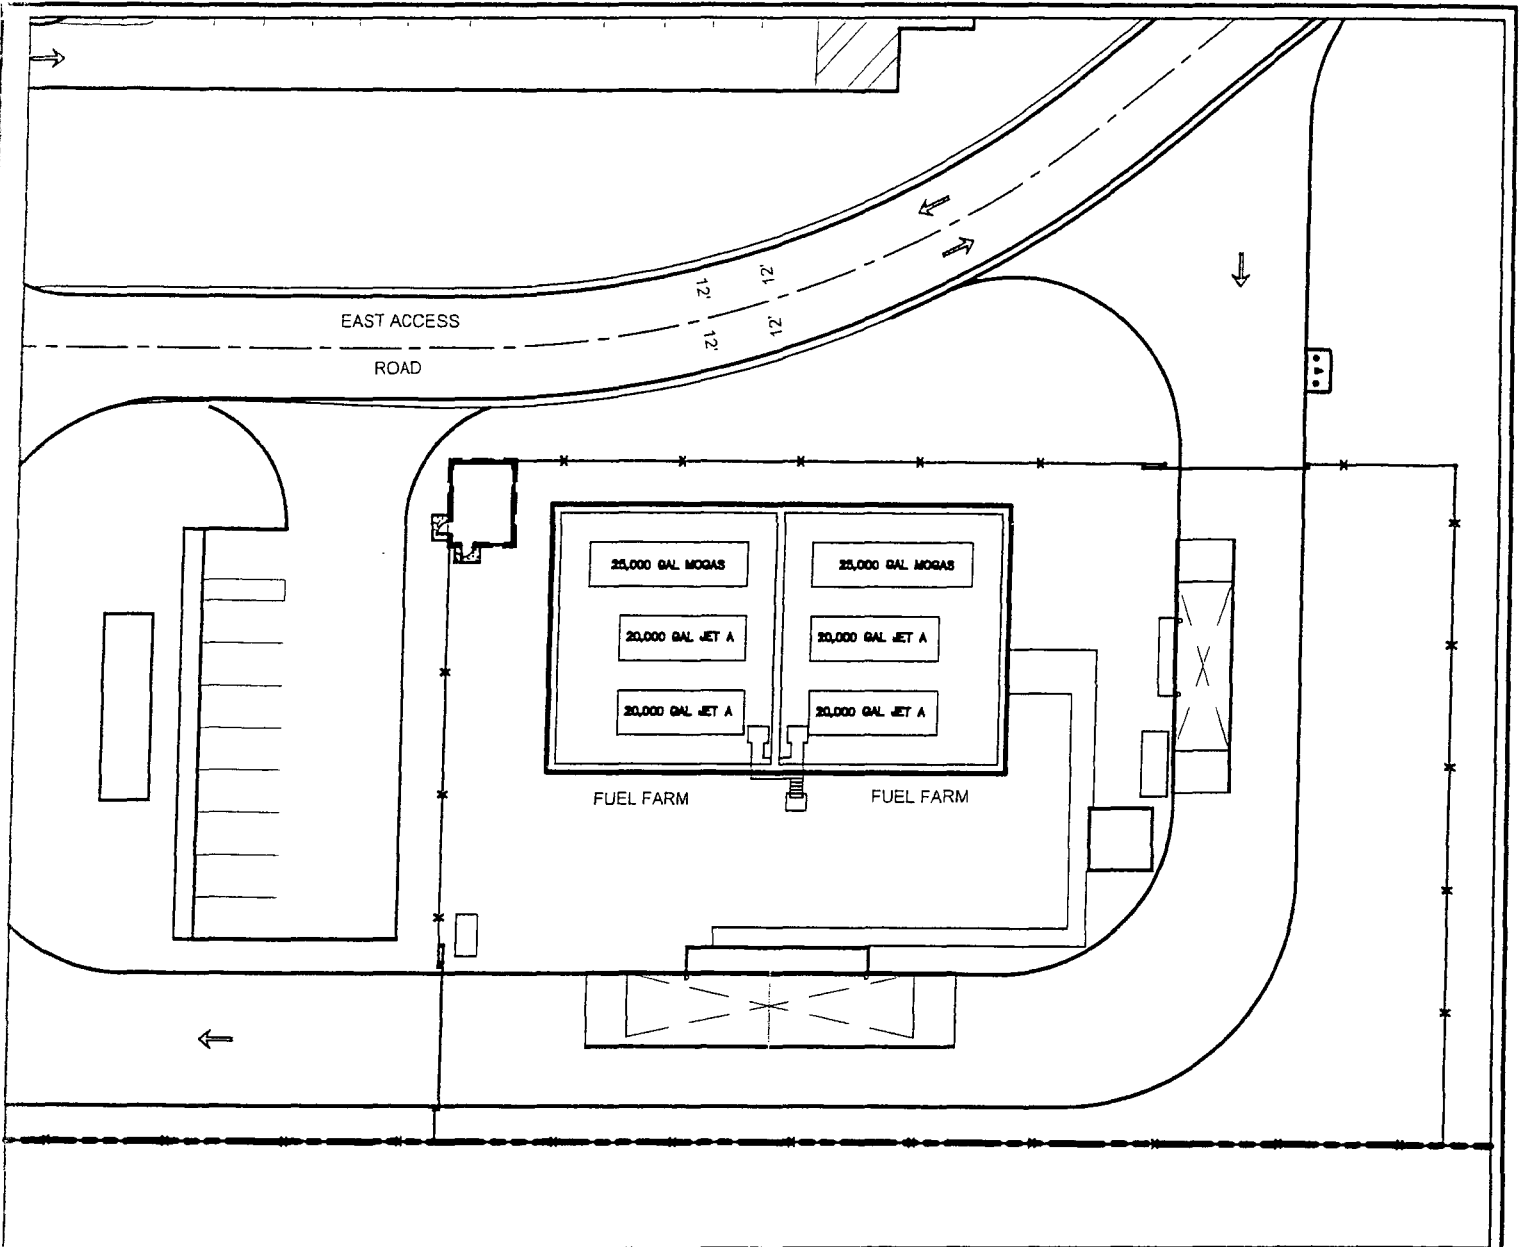 12'
12'
EAST ACCESS
12'
12'
ROAD
25,000 GAL MOGAS
25,000 GAL MOGAS
20,000 GAL JET A
20,000 GAL JET A
20,000 GAL JET A
20,000 GAL JET A
FUEL FARM
FUEL FARM